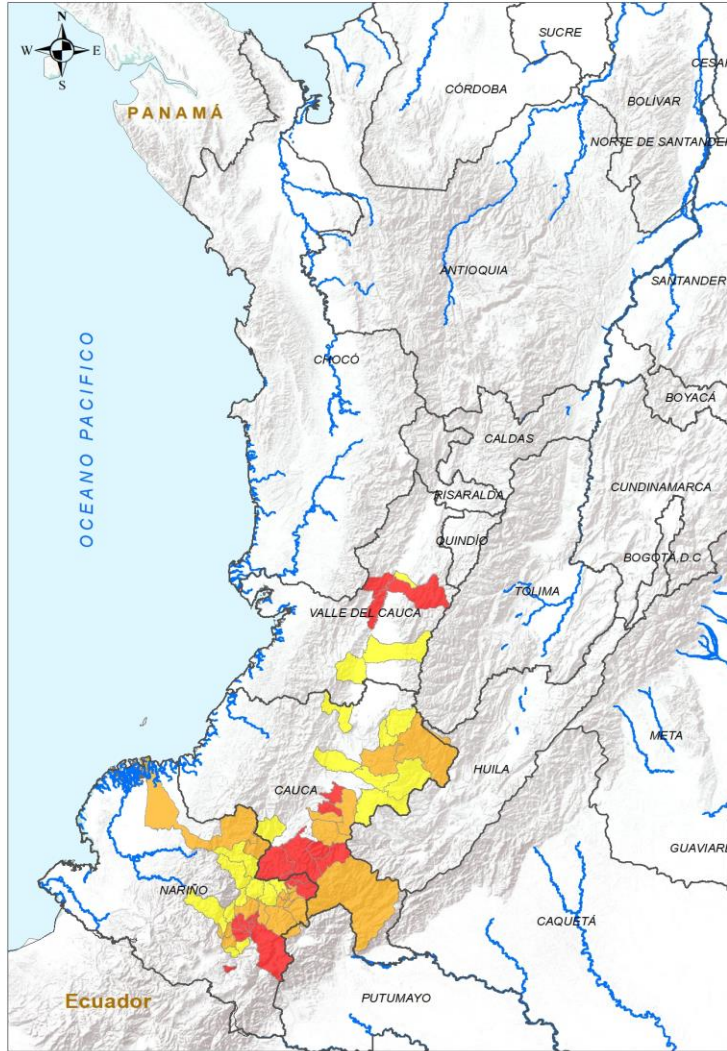 N
W E
S
SUCRE
CESAR
CÓRDOBA
BOLÍVAR
PANAMÁ
NORTE DE SANTANDER
ANTIOQUIA
SANTANDER
CHOCÓ
BOYACÁ
CALDAS
CUNDINAMARCA
RISARALDA
OCEANO PACIFICO
QUINDÍO
BOGOTÁ, D.C
TOLIMA
VALLE DEL CAUCA
META
HUILA
CAUCA
GUAVIARE
NARIÑO
CAQUETÁ
Ecuador
PUTUMAYO